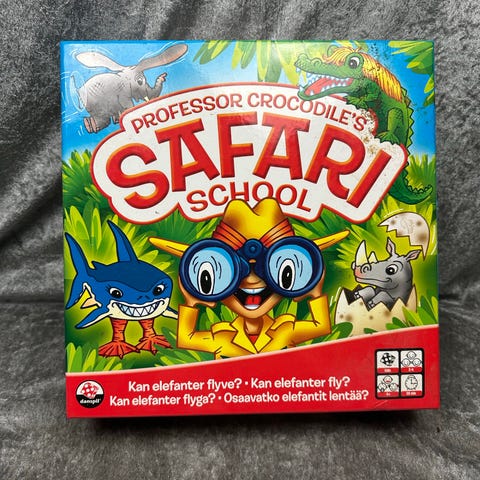 PROFESSOR CROCODILE'S
SAFARI
SCHOOL
Kan elefanter flyve? • Kan elefanter fly?
Kan elefanter flyga? • Osaavatko elefantit lentää?
danspil